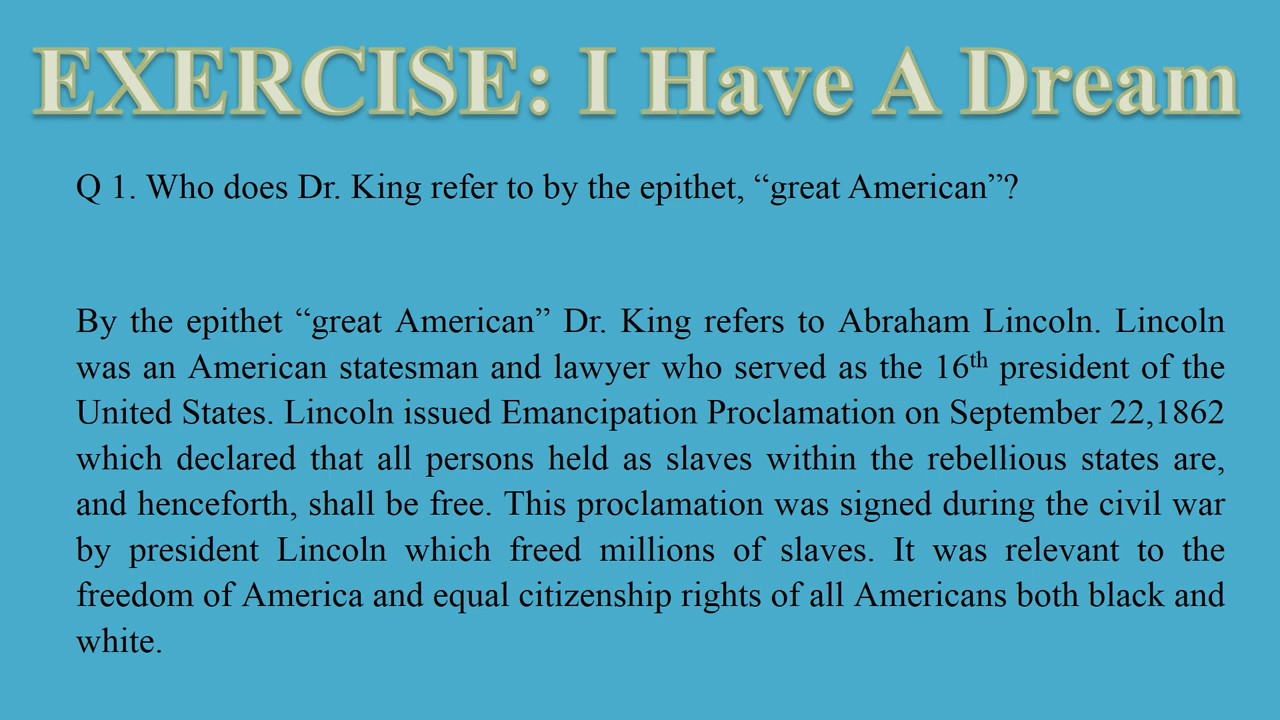 EXERCISE: I Have A Dream
Q 1. Who does Dr. King refer to by the epithet, “great American”?
By the epithet “great American” Dr. King refers to Abraham Lincoln. Lincoln
was an American statesman and lawyer who served as the 16th president of the
United States. Lincoln issued Emancipation Proclamation on September 22,1862
which declared that all persons held as slaves within the rebellious states are,
and henceforth, shall be free. This proclamation was signed during the civil war
by president Lincoln which freed millions of slaves. It was relevant to the
freedom of America and equal citizenship rights of all Americans both black and
white.